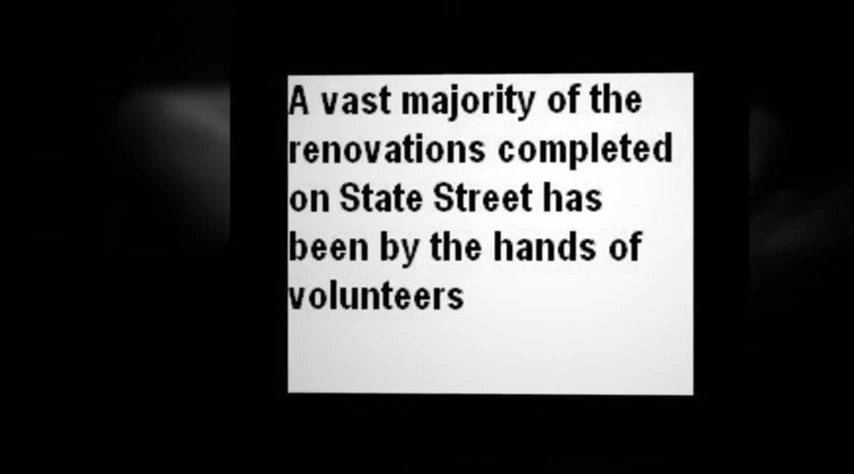 A vast majority of the
renovations completed
on State Street has
been by the hands of
volunteers